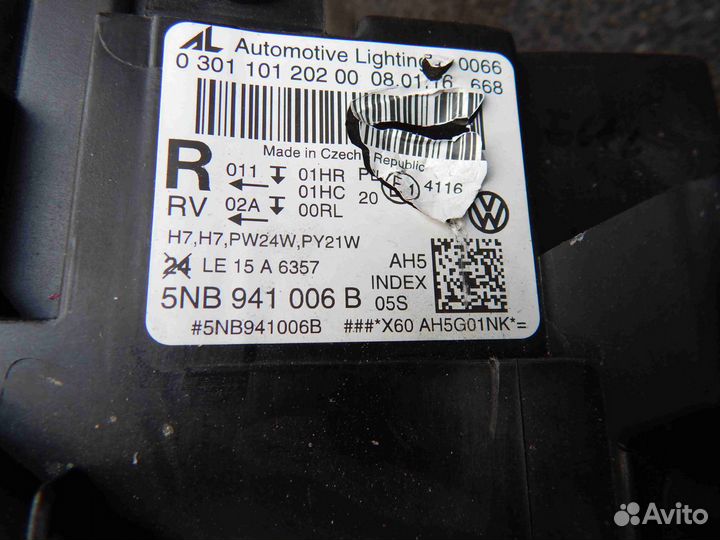 AL Automotive Lighting 0066
0 301 101 202 00 08.01.16 668
Made in Czech Republic
R 011 01HR 4116
01HC 20 E1
RV 02A 00RL
H7,H7,PW24W,PY21W
24 LE 15 A 6357 AH5
INDEX
5NB 941 006 B 05S
#5NB941006B ###*X60 AH5G01NK*=
Avito